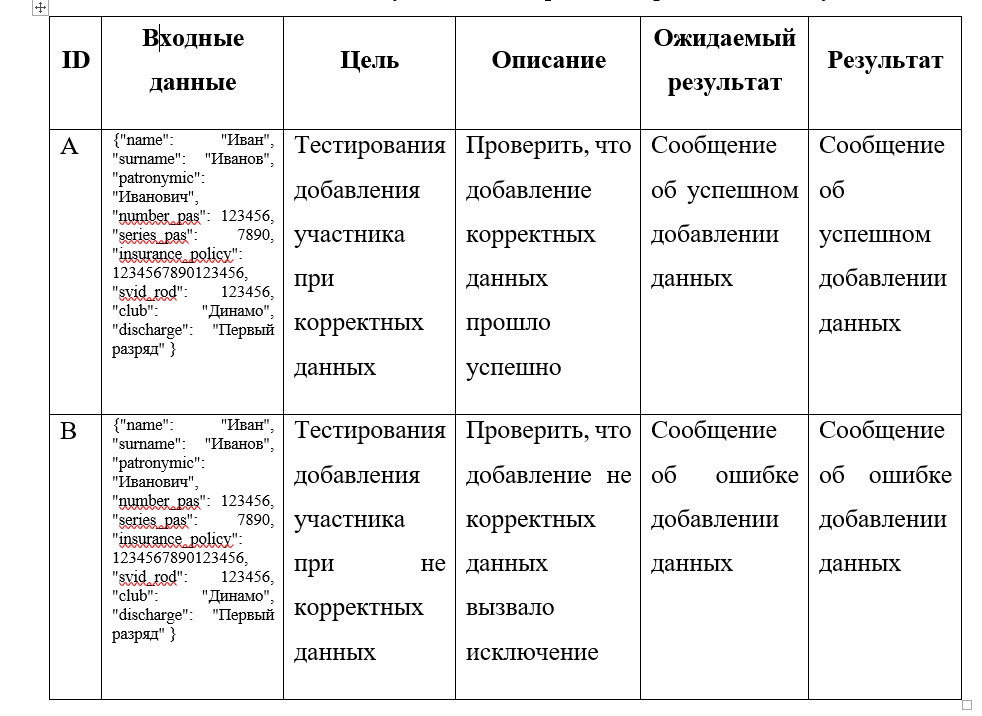 ID
Входные
данные
Цель
Описание
Ожидаемый
результат
Результат
A
{"name": "Иван",
"surname": "Иванов",
"patronymic":
"Иванович",
"number_pas": 123456,
"series_pas": 7890,
"insurance_policy":
1234567890123456,
"svid_rod": 123456,
"club": "Динамо",
"discharge": "Первый
разряд" }
Тестирования
добавления
участника
при
корректных
данных
Проверить, что
добавление
корректных
данных
прошло
успешно
Сообщение
об успешном
добавлении
данных
Сообщение
об
успешном
добавлении
данных
B
{"name": "Иван",
"surname": "Иванов",
"patronymic":
"Иванович",
"number_pas": 123456,
"series_pas": 7890,
"insurance_policy":
1234567890123456,
"svid_rod": 123456,
"club": "Динамо",
"discharge": "Первый
разряд" }
Тестирования
добавления
участника
при не
корректных
данных
Проверить, что
добавление не
корректных
данных
вызвало
исключение
Сообщение
об ошибке
добавлении
данных
Сообщение
об ошибке
добавлении
данных